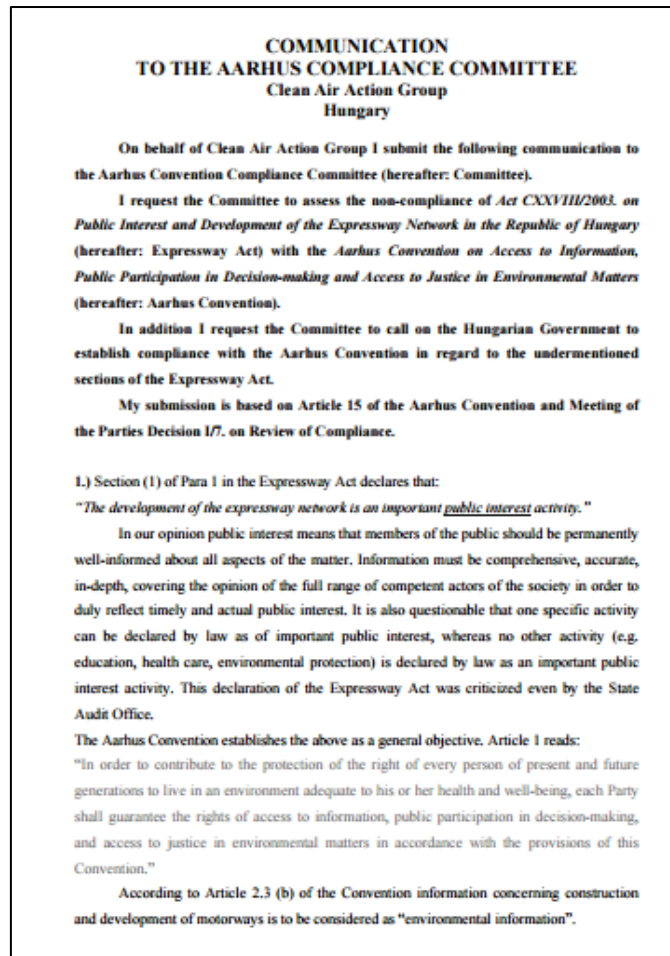 COMMUNICATION
TO THE AARHUS COMPLIANCE COMMITTEE
Clean Air Action Group
Hungary
On behalf of Clean Air Action Group I submit the following communication to
the Aarhus Convention Compliance Committee (hereafter: Committee).
I request the Committee to assess the non-compliance of Act CXXVIII/2003. on
Public Interest and Development of the Expressway Network in the Republic of Hungary
(hereafter: Expressway Act) with the Aarhus Convention on Access to Information,
Public Participation in Decision-making and Access to Justice in Environmental Matters
(hereafter: Aarhus Convention).
In addition I request the Committee to call on the Hungarian Government to
establish compliance with the Aarhus Convention in regard to the undermentioned
sections of the Expressway Act.
My submission is based on Article 15 of the Aarhus Convention and Meeting of
the Parties Decision I/7. on Review of Compliance.
1.) Section (1) of Para 1 in the Expressway Act declares that:
"The development of the expressway network is an important public interest activity."
In our opinion public interest means that members of the public should be permanently
well-informed about all aspects of the matter. Information must be comprehensive, accurate,
in-depth, covering the opinion of the full range of competent actors of the society in order to
duly reflect timely and actual public interest. It is also questionable that one specific activity
can be declared by law as of important public interest, whereas no other activity (e.g.
education, health care, environmental protection) is declared by law as an important public
interest activity. This declaration of the Expressway Act was criticized even by the State
Audit Office.
The Aarhus Convention establishes the above as a general objective. Article 1 reads:
"In order to contribute to the protection of the right of every person of present and future
generations to live in an environment adequate to his or her health and well-being, each Party
shall guarantee the rights of access to information, public participation in decision-making,
and access to justice in environmental matters in accordance with the provisions of this
Convention."
According to Article 2.3 (b) of the Convention information concerning construction
and development of motorways is to be considered as "environmental information".